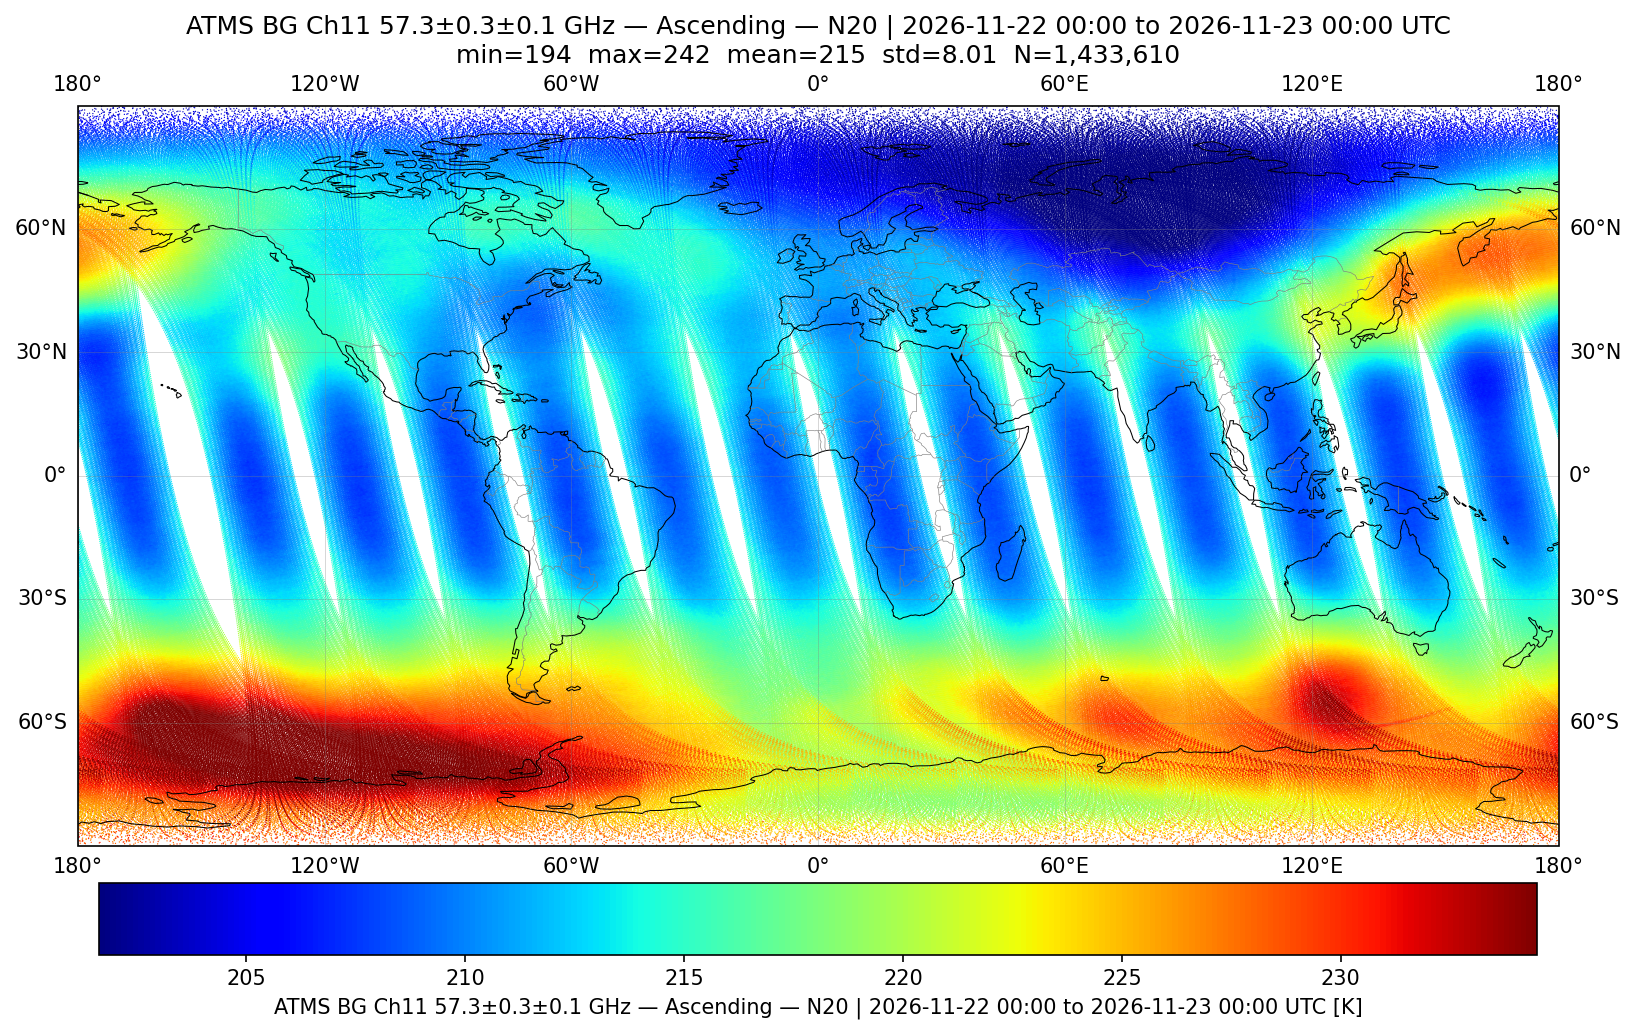 ATMS BG Ch11 57.3±0.3±0.1 GHz — Ascending — N20 | 2026-11-22 00:00 to 2026-11-23 00:00 UTC
min=194 max=242 mean=215 std=8.01 N=1,433,610
180° 120°W 60°W 0° 60°E 120°E 180°
60°N 60°N
30°N 30°N
0° 0°
30°S 30°S
60°S 60°S
180° 120°W 60°W 0° 60°E 120°E 180°
205 210 215 220 225 230
ATMS BG Ch11 57.3±0.3±0.1 GHz — Ascending — N20 | 2026-11-22 00:00 to 2026-11-23 00:00 UTC [K]